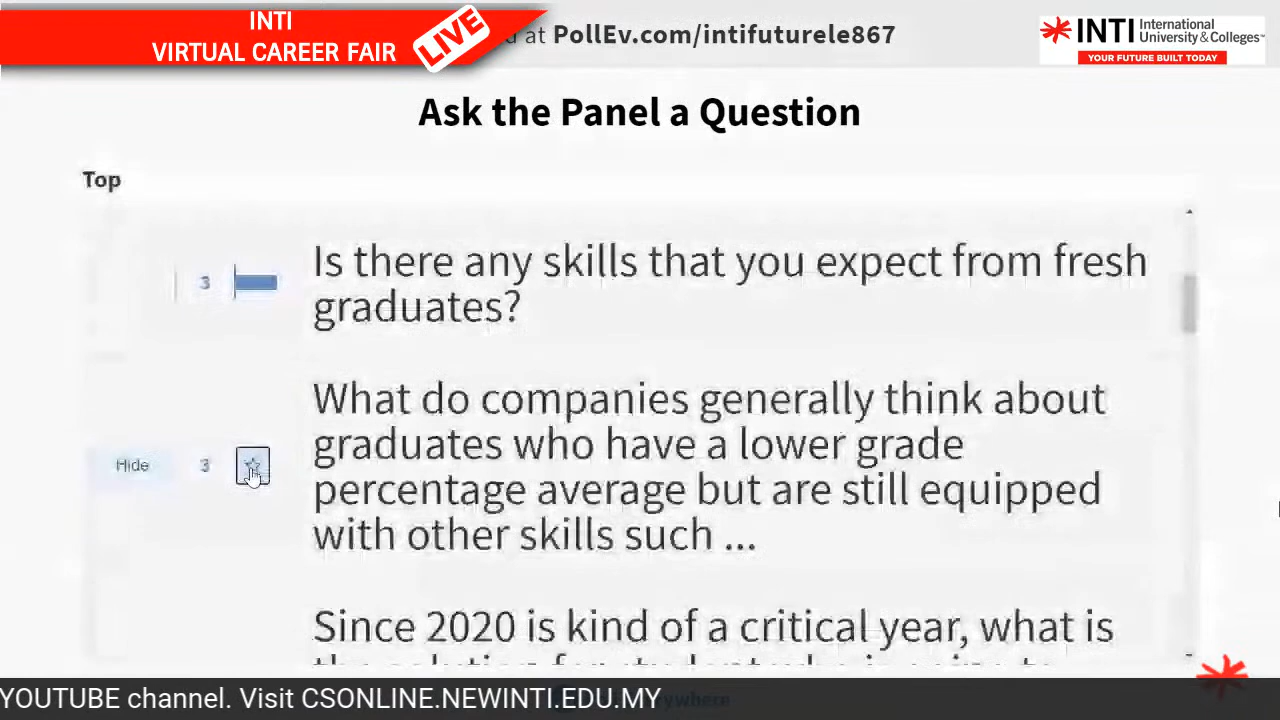 INTI
VIRTUAL CAREER FAIR
LIVE
at PollEv.com/intifuturele867
INTI International
University & Colleges
YOUR FUTURE BUILT TODAY
Ask the Panel a Question
Top
3
Is there any skills that you expect from fresh
graduates?
Hide 3
What do companies generally think about
graduates who have a lower grade
percentage average but are still equipped
with other skills such ...
Since 2020 is kind of a critical year, what is
YOUTUBE channel. Visit CSONLINE.NEWINTI.EDU.MY